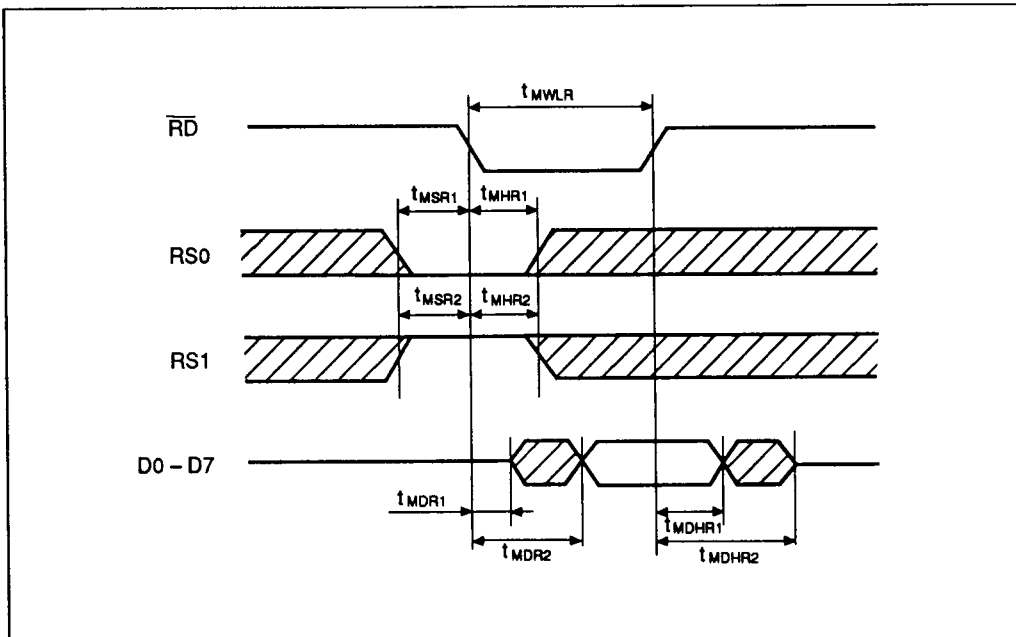 tMWLR
RD
tMSR1 tMHR1
RS0
tMSR2 tMHR2
RS1
D0 – D7
tMDR1
tMDHR1
tMDR2
tMDHR2